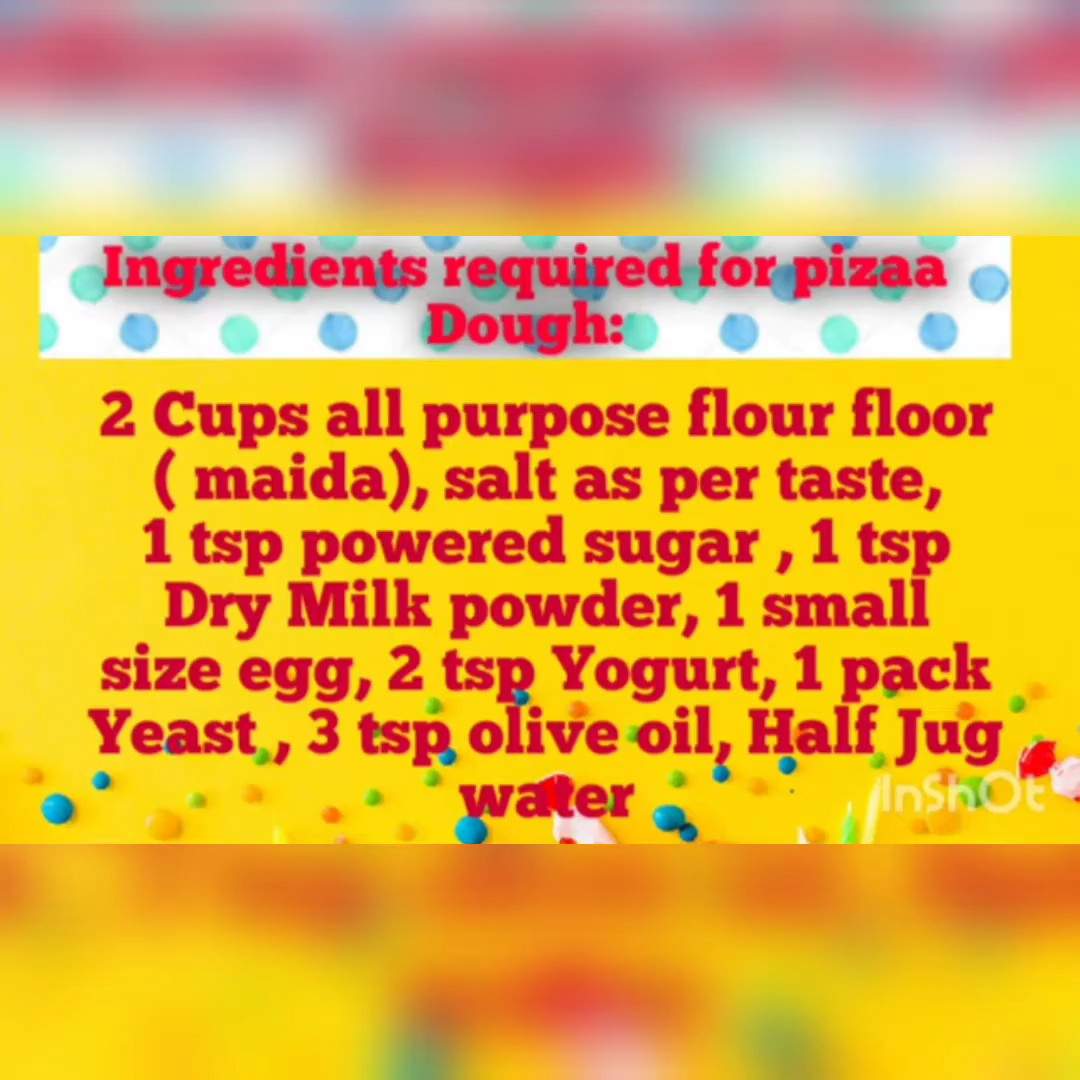 Ingredients required for pizaa
Dough:
2 Cups all purpose flour floor
( maida), salt as per taste,
1 tsp powered sugar , 1 tsp
Dry Milk powder, 1 small
size egg, 2 tsp Yogurt, 1 pack
Yeast , 3 tsp olive oil, Half Jug
water
InShOt